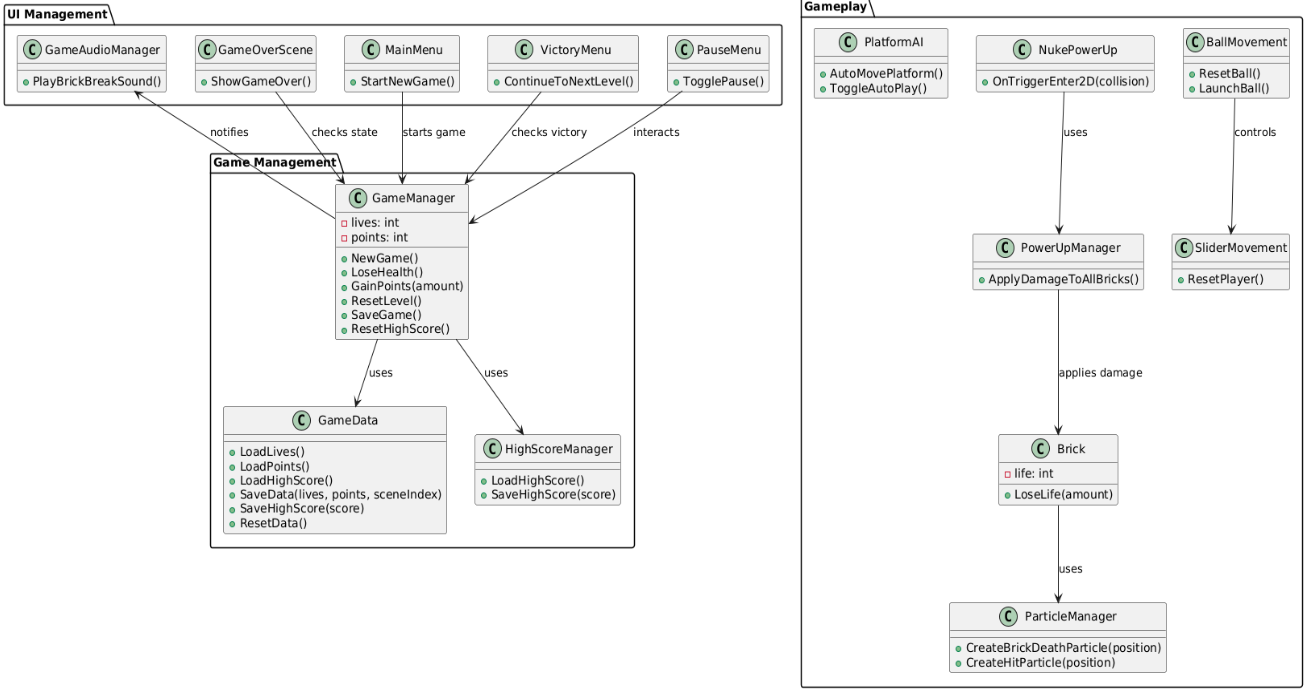 UI Management
C GameAudioManager
PlayBrickBreakSound()
C GameOverScene
ShowGameOver()
C MainMenu
StartNewGame()
C VictoryMenu
ContinueToNextLevel()
C PauseMenu
TogglePause()
notifies
checks state
starts game
checks victory
interacts
Game Management
C GameManager
lives: int
points: int
NewGame()
LoseHealth()
GainPoints(amount)
ResetLevel()
SaveGame()
ResetHighScore()
uses
uses
C GameData
LoadLives()
LoadPoints()
LoadHighScore()
SaveData(lives, points, sceneIndex)
SaveHighScore(score)
ResetData()
C HighScoreManager
LoadHighScore()
SaveHighScore(score)
Gameplay
C PlatformAI
AutoMovePlatform()
ToggleAutoPlay()
C NukePowerUp
OnTriggerEnter2D(collision)
C BallMovement
ResetBall()
LaunchBall()
uses
controls
C PowerUpManager
ApplyDamageToAllBricks()
C SliderMovement
ResetPlayer()
applies damage
C Brick
life: int
LoseLife(amount)
uses
C ParticleManager
CreateBrickDeathParticle(position)
CreateHitParticle(position)